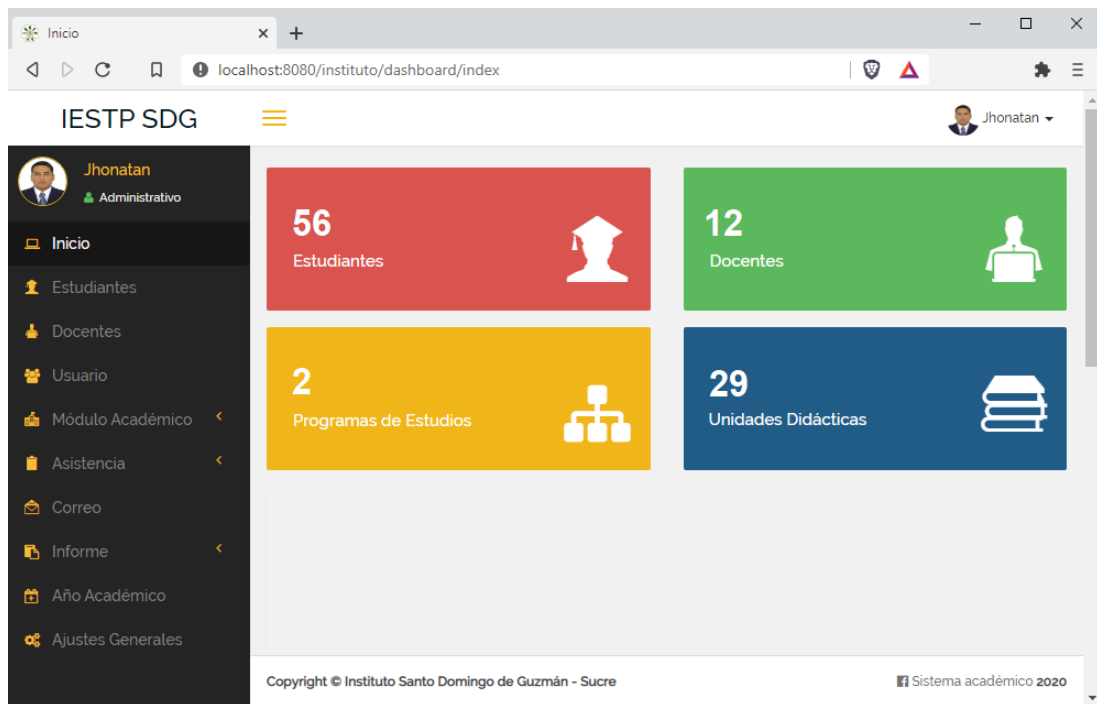 Inicio
localhost:8080/instituto/dashboard/index
IESTP SDG
Jhonatan
Jhonatan
Administrativo
Inicio
Estudiantes
Docentes
Usuario
Módulo Académico
Asistencia
Correo
Informe
Año Académico
Ajustes Generales
56
Estudiantes
12
Docentes
2
Programas de Estudios
29
Unidades Didácticas
Copyright © Instituto Santo Domingo de Guzmán - Sucre
Sistema académico 2020